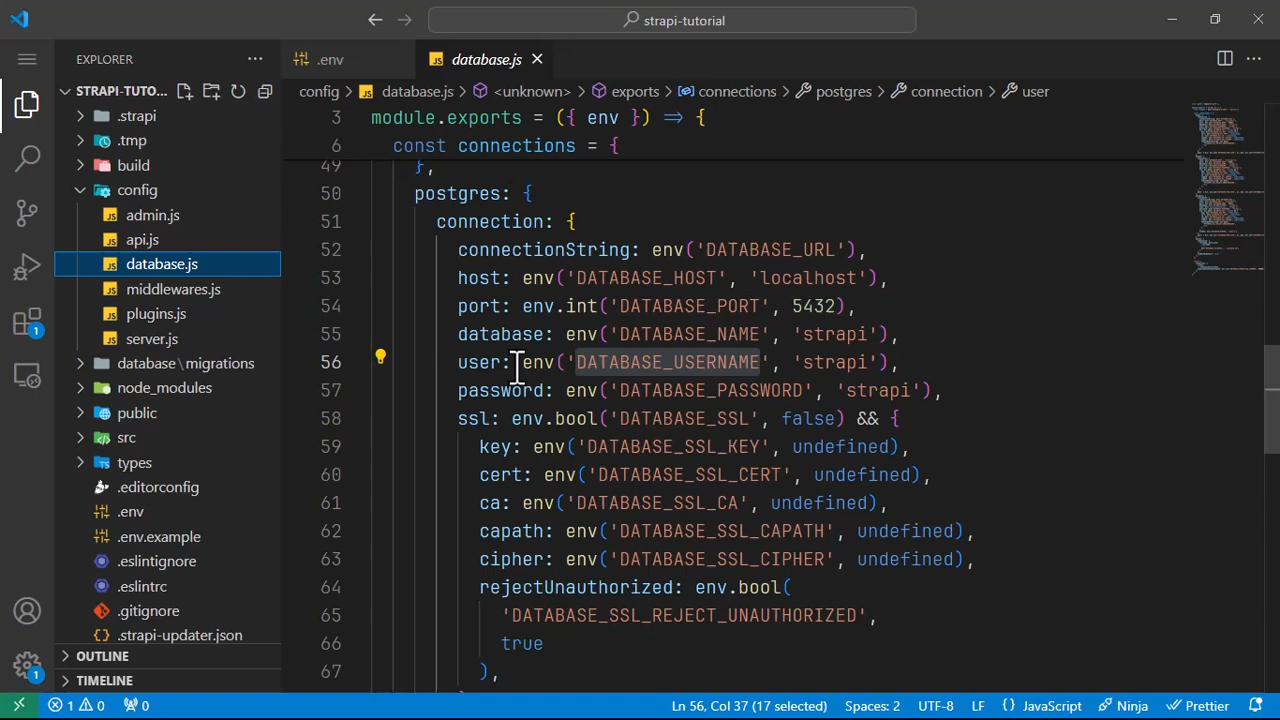 strapi-tutorial
EXPLORER
.env
database.js
STRAPI-TUTO...
config
database.js
<unknown>
exports
connections
postgres
connection
user
.strapi
.tmp
build
config
admin.js
api.js
database.js
middlewares.js
plugins.js
server.js
database\migrations
node_modules
public
src
types
.editorconfig
.env
.env.example
.eslintignore
.eslintrc
.gitignore
.strapi-updater.json
OUTLINE
TIMELINE
1
1
3 module.exports = ({ env }) => {
6 const connections = {
49 },
50 postgres: {
51 connection: {
52 connectionString: env('DATABASE_URL'),
53 host: env('DATABASE_HOST', 'localhost'),
54 port: env.int('DATABASE_PORT', 5432),
55 database: env('DATABASE_NAME', 'strapi'),
56 user: env('DATABASE_USERNAME', 'strapi'),
57 password: env('DATABASE_PASSWORD', 'strapi'),
58 ssl: env.bool('DATABASE_SSL', false) && {
59 key: env('DATABASE_SSL_KEY', undefined),
60 cert: env('DATABASE_SSL_CERT', undefined),
61 ca: env('DATABASE_SSL_CA', undefined),
62 capath: env('DATABASE_SSL_CAPATH', undefined),
63 cipher: env('DATABASE_SSL_CIPHER', undefined),
64 rejectUnauthorized: env.bool(
65 'DATABASE_SSL_REJECT_UNAUTHORIZED',
66 true
67 ),
1 0 0 Ln 56, Col 37 (17 selected) Spaces: 2 UTF-8 LF {} JavaScript Ninja Prettier